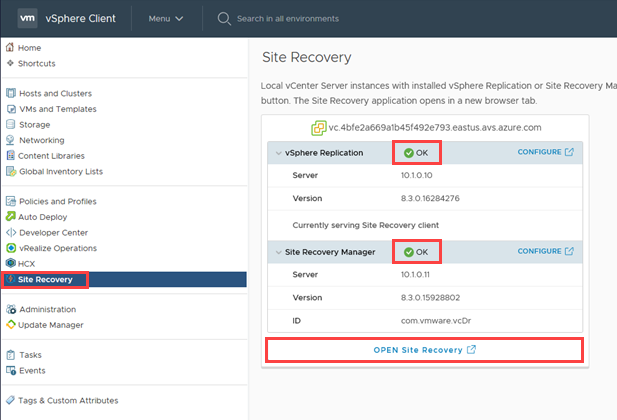 vm vSphere Client Menu Search in all environments
Home
Shortcuts
Hosts and Clusters
VMs and Templates
Storage
Networking
Content Libraries
Global Inventory Lists
Policies and Profiles
Auto Deploy
Developer Center
vRealize Operations
HCX
Site Recovery
Administration
Update Manager
Tasks
Events
Tags & Custom Attributes
Site Recovery
Local vCenter Server instances with installed vSphere Replication or Site Recovery Ma
button. The Site Recovery application opens in a new browser tab.
vc.4bfe2a669a1b45f492e793.eastus.avs.azure.com
vSphere Replication OK CONFIGURE
Server 10.1.0.10
Version 8.3.0.16284276
Currently serving Site Recovery client
Site Recovery Manager OK CONFIGURE
Server 10.1.0.11
Version 8.3.0.15928802
ID com.vmware.vcDr
OPEN Site Recovery